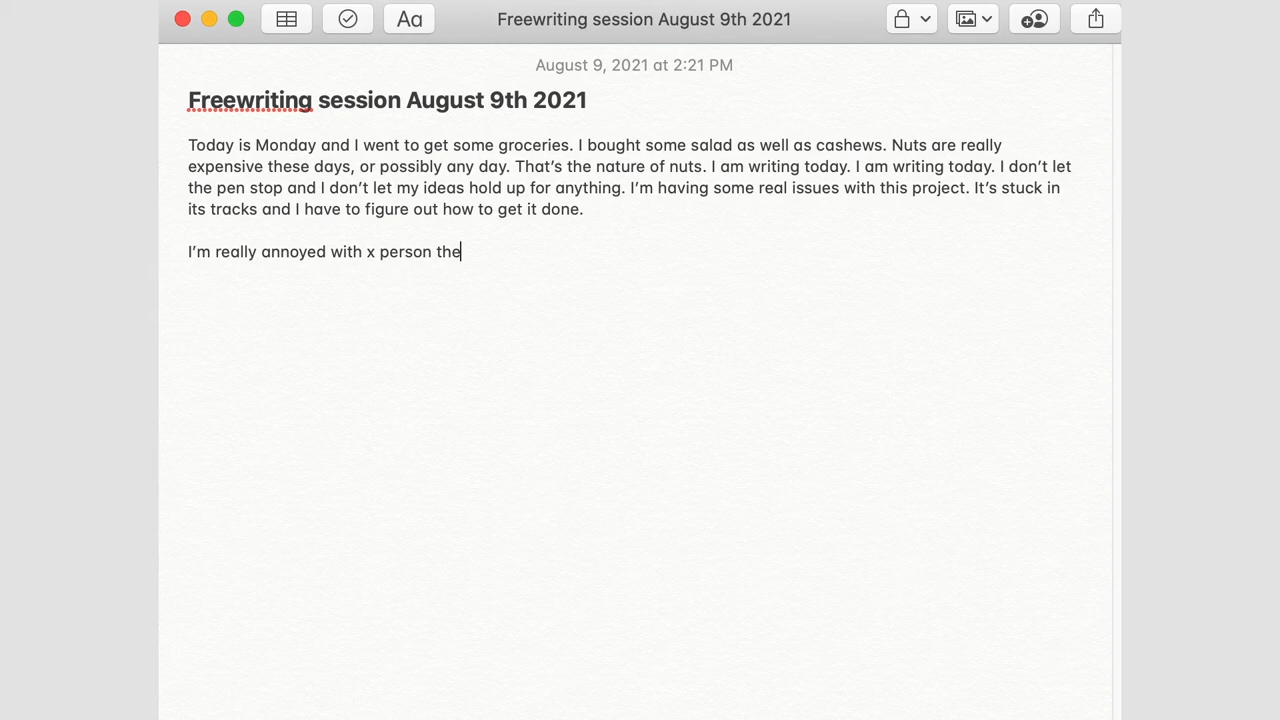 Aa
Freewriting session August 9th 2021
August 9, 2021 at 2:21 PM
Freewriting session August 9th 2021
Today is Monday and I went to get some groceries. I bought some salad as well as cashews. Nuts are really
expensive these days, or possibly any day. That’s the nature of nuts. I am writing today. I am writing today. I don’t let
the pen stop and I don’t let my ideas hold up for anything. I’m having some real issues with this project. It’s stuck in
its tracks and I have to figure out how to get it done.
I’m really annoyed with x person the